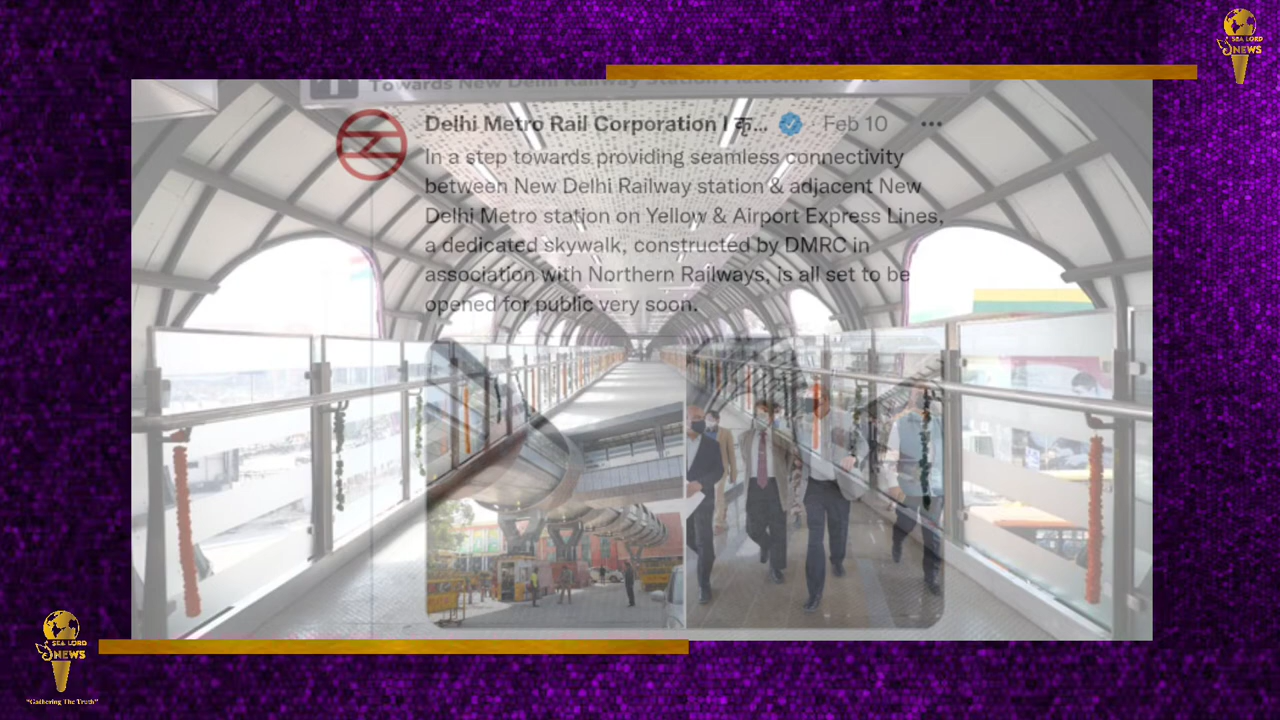 SEA LORD
NEWS
Towards New Delhi Railway Station
Delhi Metro Rail Corporation I कृ... Feb 10 •••
In a step towards providing seamless connectivity
between New Delhi Railway station & adjacent New
Delhi Metro station on Yellow & Airport Express Lines,
a dedicated skywalk, constructed by DMRC in
association with Northern Railways, is all set to be
opened for public very soon.
SEA LORD
NEWS
"Gathering The Truth"